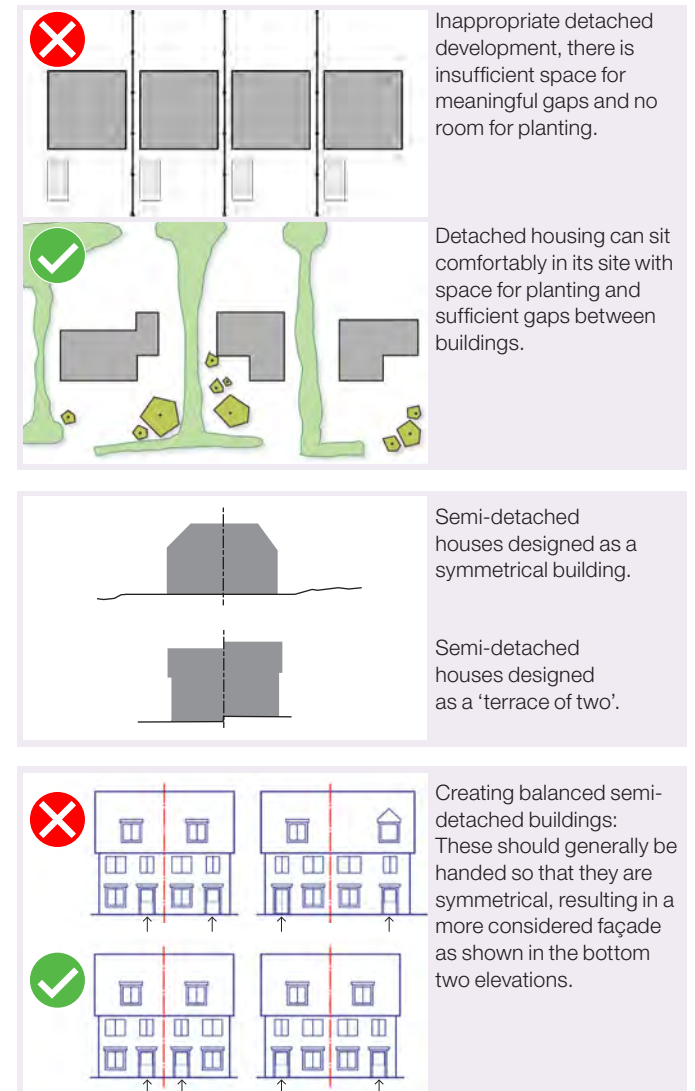 Inappropriate detached
development, there is
insufficient space for
meaningful gaps and no
room for planting.
Detached housing can sit
comfortably in its site with
space for planting and
sufficient gaps between
buildings.
Semi-detached
houses designed as a
symmetrical building.
Semi-detached
houses designed
as a ‘terrace of two’.
Creating balanced semi-
detached buildings:
These should generally be
handed so that they are
symmetrical, resulting in a
more considered façade
as shown in the bottom
two elevations.